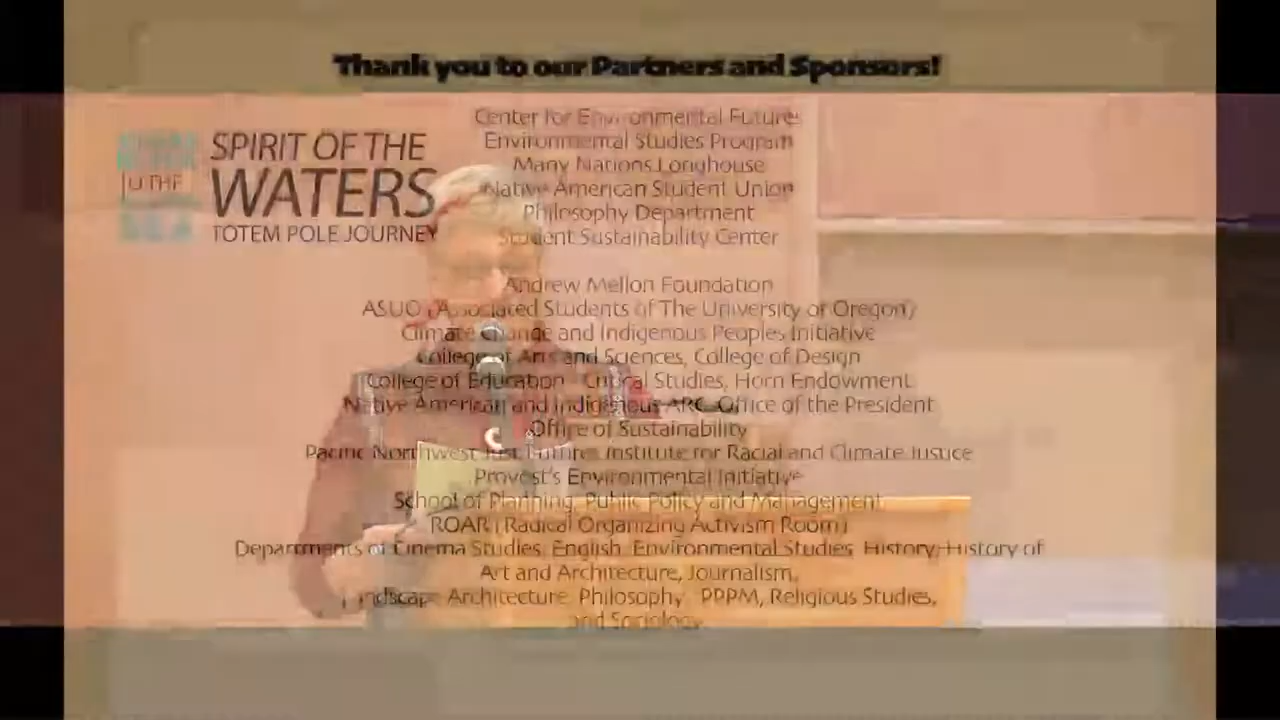 Thank you to our Partners and Sponsors!
Center for Environmental Futures
Environmental Studies Program
Many Nations Longhouse
Native American Student Union
Philosophy Department
Student Sustainability Center
SPIRIT OF THE
WATERS
TOTEM POLE JOURNEY
TO THE
Andrew Mellon Foundation
ASUO (Associated Students of The University of Oregon)
Climate Change and Indigenous Peoples Initiative
College of Arts and Sciences, College of Design
College of Education - Critical Studies, Horn Endowment
Native American and Indigenous ARC, Office of the President
Office of Sustainability
Pacific Northwest Just Futures Institute for Racial and Climate Justice
Provost's Environmental Initiative
School of Planning, Public Policy and Management
ROAR (Radical Organizing Activism Room)
Departments of Cinema Studies, English, Environmental Studies, History, History of
Art and Architecture, Journalism,
Landscape Architecture, Philosophy, PPPM, Religious Studies,
and Sociology